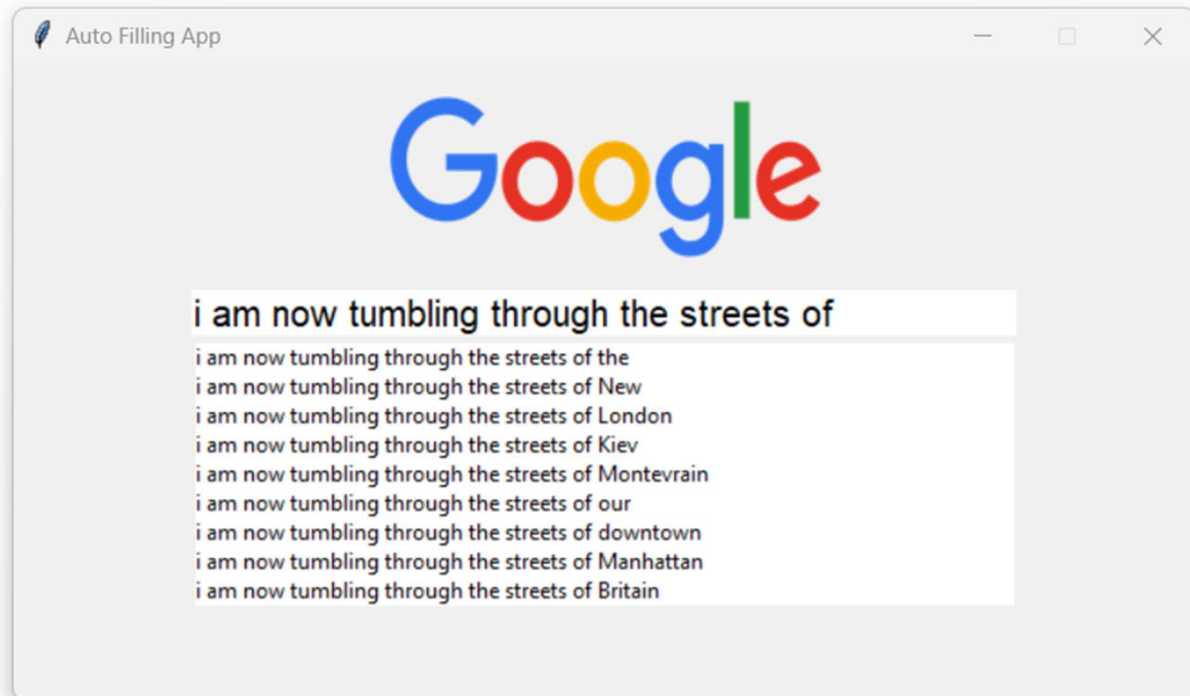 Auto Filling App
Google
i am now tumbling through the streets of
i am now tumbling through the streets of the
i am now tumbling through the streets of New
i am now tumbling through the streets of London
i am now tumbling through the streets of Kiev
i am now tumbling through the streets of Montevrain
i am now tumbling through the streets of our
i am now tumbling through the streets of downtown
i am now tumbling through the streets of Manhattan
i am now tumbling through the streets of Britain